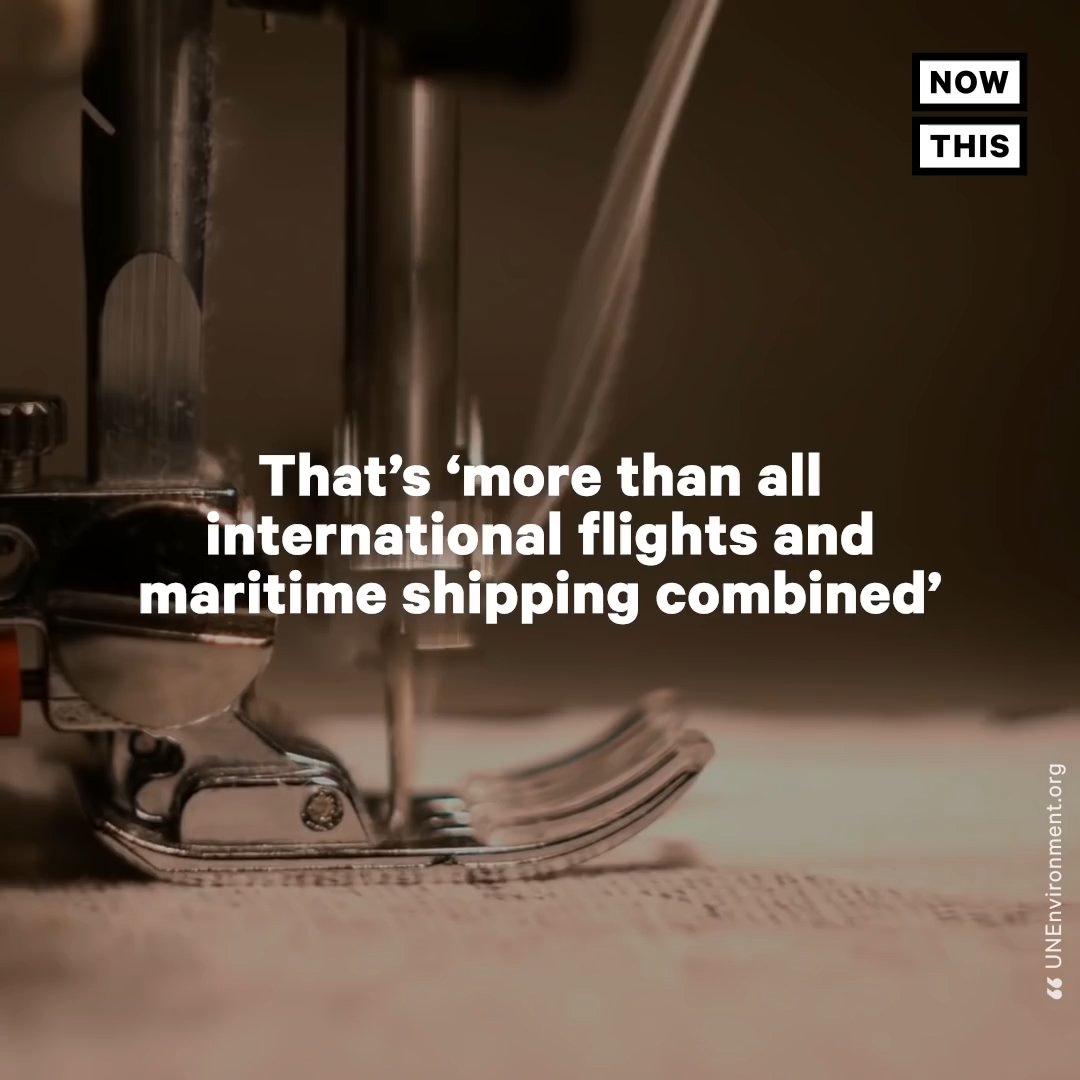 NOW
THIS
That’s ‘more than all
international flights and
maritime shipping combined’
“ UNEnvironment.org